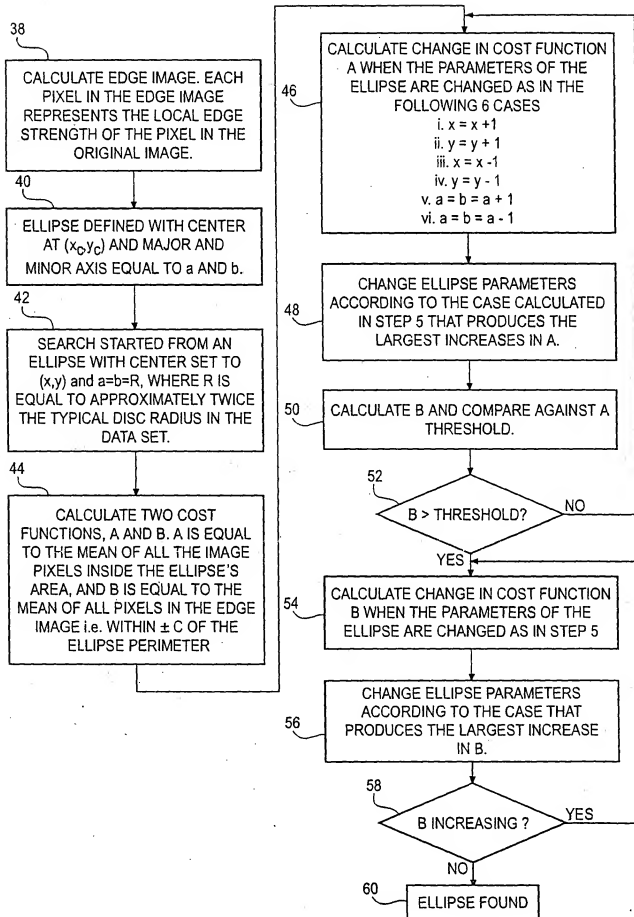 38
CALCULATE EDGE IMAGE. EACH
PIXEL IN THE EDGE IMAGE
REPRESENTS THE LOCAL EDGE
STRENGTH OF THE PIXEL IN THE
ORIGINAL IMAGE.
40
ELLIPSE DEFINED WITH CENTER
AT (xC,yC) AND MAJOR AND
MINOR AXIS EQUAL TO a AND b.
42
SEARCH STARTED FROM AN
ELLIPSE WITH CENTER SET TO
(x,y) AND a=b=R, WHERE R IS
EQUAL TO APPROXIMATELY TWICE
THE TYPICAL DISC RADIUS IN THE
DATA SET.
44
CALCULATE TWO COST
FUNCTIONS, A AND B. A IS EQUAL
TO THE MEAN OF ALL THE IMAGE
PIXELS INSIDE THE ELLIPSE'S
AREA, AND B IS EQUAL TO THE
MEAN OF ALL PIXELS IN THE EDGE
IMAGE i.e. WITHIN ± C OF THE
ELLIPSE PERIMETER
46
CALCULATE CHANGE IN COST FUNCTION
A WHEN THE PARAMETERS OF THE
ELLIPSE ARE CHANGED AS IN THE
FOLLOWING 6 CASES
i. x = x +1
ii. y = y + 1
iii. x = x -1
iv. y = y - 1
v. a = b = a + 1
vi. a = b = a - 1
48
CHANGE ELLIPSE PARAMETERS
ACCORDING TO THE CASE CALCULATED
IN STEP 5 THAT PRODUCES THE
LARGEST INCREASES IN A.
50
CALCULATE B AND COMPARE AGAINST A
THRESHOLD.
52
B > THRESHOLD?
NO
YES
54
CALCULATE CHANGE IN COST FUNCTION
B WHEN THE PARAMETERS OF THE
ELLIPSE ARE CHANGED AS IN STEP 5
56
CHANGE ELLIPSE PARAMETERS
ACCORDING TO THE CASE THAT
PRODUCES THE LARGEST INCREASE
IN B.
58
B INCREASING ?
YES
NO
60
ELLIPSE FOUND